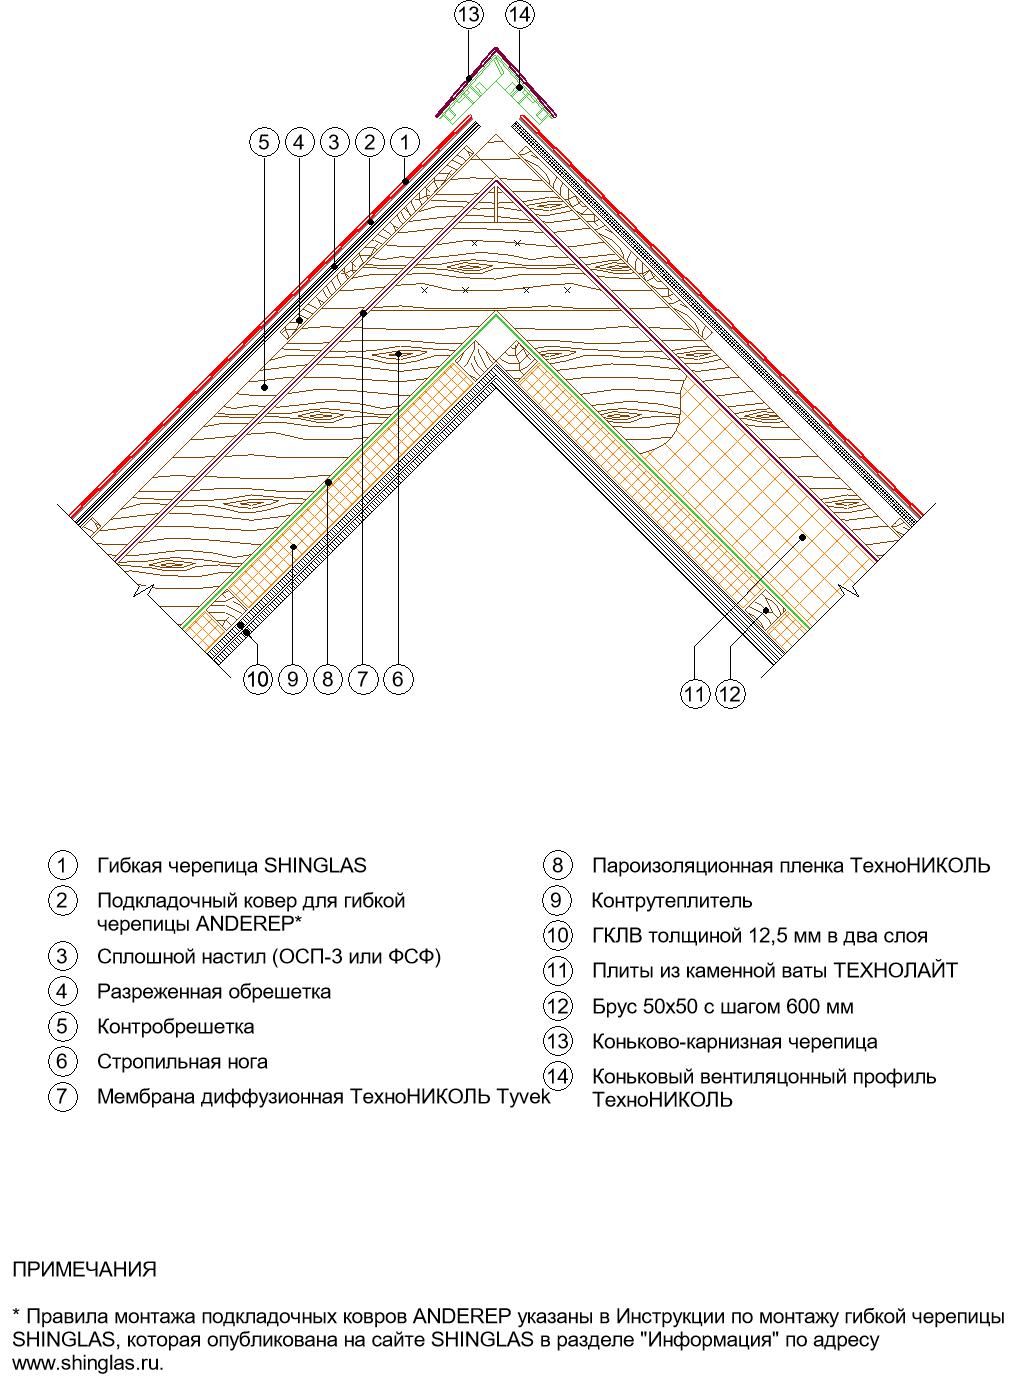 13 14
5 4 3 2 1
10 9 8 7 6
11 12
1 Гибкая черепица SHINGLAS
2 Подкладочный ковер для гибкой
черепицы ANDEREP*
3 Сплошной настил (ОСП-3 или ФСФ)
4 Разреженная обрешетка
5 Контробрешетка
6 Стропильная нога
7 Мембрана диффузионная ТехноНИКОЛЬ Tyvek
8 Пароизоляционная пленка ТехноНИКОЛЬ
9 Контрутеплитель
10 ГКЛВ толщиной 12,5 мм в два слоя
11 Плиты из каменной ваты ТЕХНОЛАЙТ
12 Брус 50х50 с шагом 600 мм
13 Коньково-карнизная черепица
14 Коньковый вентиляцонный профиль
ТехноНИКОЛЬ
ПРИМЕЧАНИЯ
* Правила монтажа подкладочных ковров ANDEREP указаны в Инструкции по монтажу гибкой черепицы
SHINGLAS, которая опубликована на сайте SHINGLAS в разделе "Информация" по адресу
www.shinglas.ru.